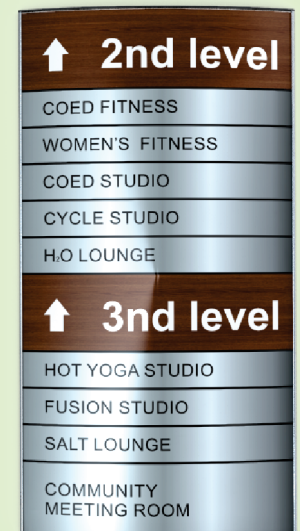 2nd level
COED FITNESS
WOMEN'S FITNESS
COED STUDIO
CYCLE STUDIO
H₂O LOUNGE
3rd level
HOT YOGA STUDIO
FUSION STUDIO
SALT LOUNGE
COMMUNITY
MEETING ROOM